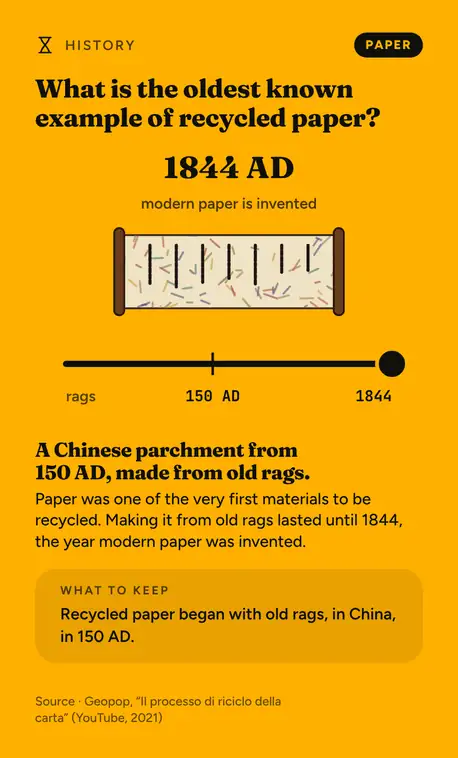 HISTORY
PAPER
What is the oldest known
example of recycled paper?
1844 AD
modern paper is invented
rags
150 AD
1844
A Chinese parchment from
150 AD, made from old rags.
Paper was one of the very first materials to be
recycled. Making it from old rags lasted until 1844,
the year modern paper was invented.
WHAT TO KEEP
Recycled paper began with old rags, in China,
in 150 AD.
Source · Geopop, “Il processo di riciclo della
carta” (YouTube, 2021)